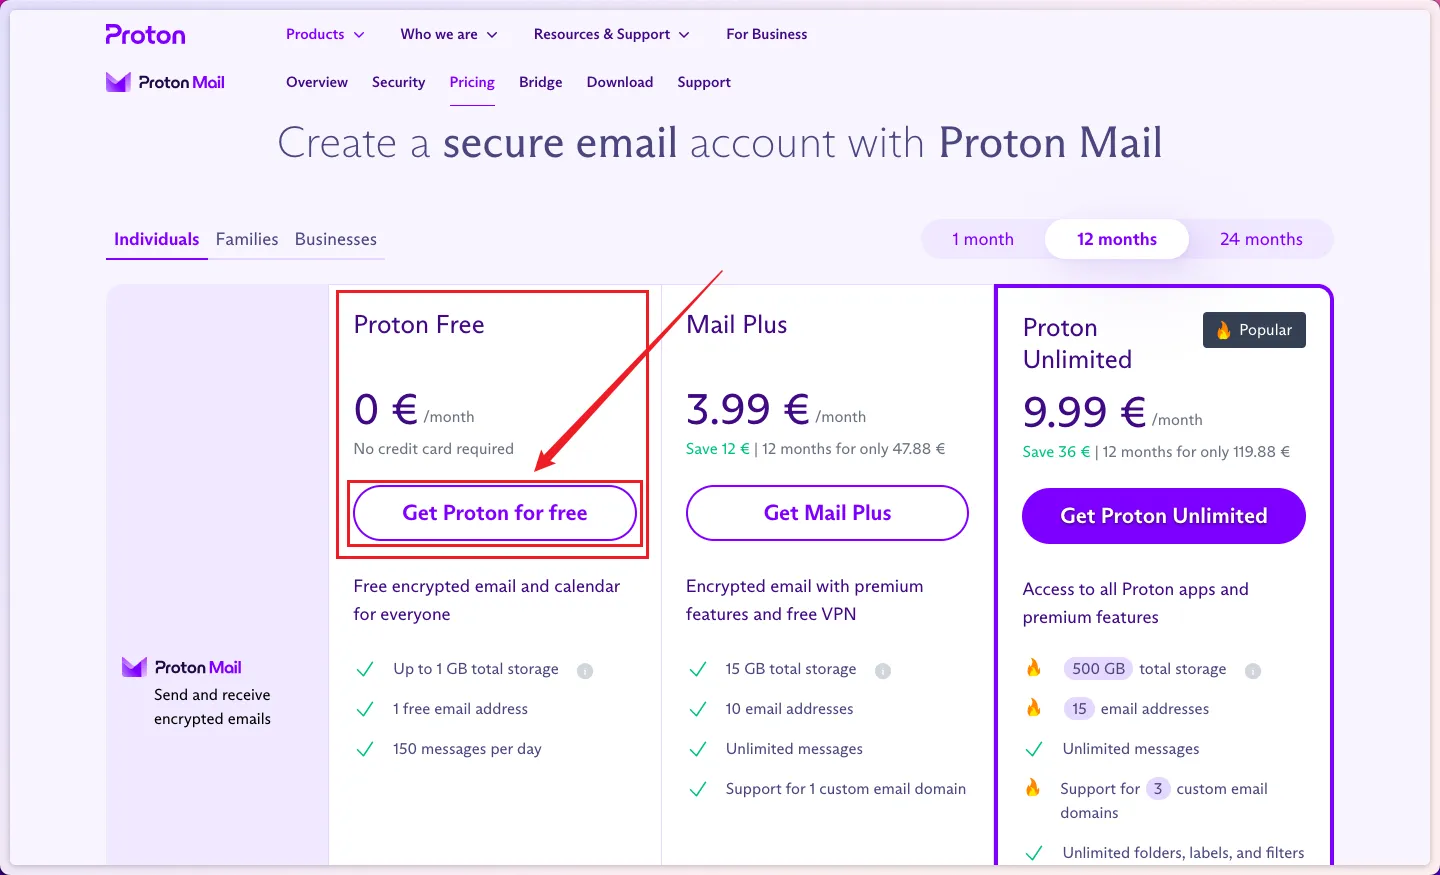 Proton
Products
Who we are
Resources & Support
For Business
Proton Mail
Overview
Security
Pricing
Bridge
Download
Support
Create a secure email account with Proton Mail
Individuals
Families
Businesses
1 month
12 months
24 months
Proton Free
0 € /month
No credit card required
Get Proton for free
Free encrypted email and calendar
for everyone
Mail Plus
3.99 € /month
Save 12 € | 12 months for only 47.88 €
Get Mail Plus
Encrypted email with premium
features and free VPN
Proton
Unlimited
🔥 Popular
9.99 € /month
Save 36 € | 12 months for only 119.88 €
Get Proton Unlimited
Access to all Proton apps and
premium features
Proton Mail
Send and receive
encrypted emails
Up to 1 GB total storage
1 free email address
150 messages per day
15 GB total storage
10 email addresses
Unlimited messages
Support for 1 custom email domain
500 GB total storage
15 email addresses
Unlimited messages
Support for 3 custom email
domains
Unlimited folders, labels, and filters